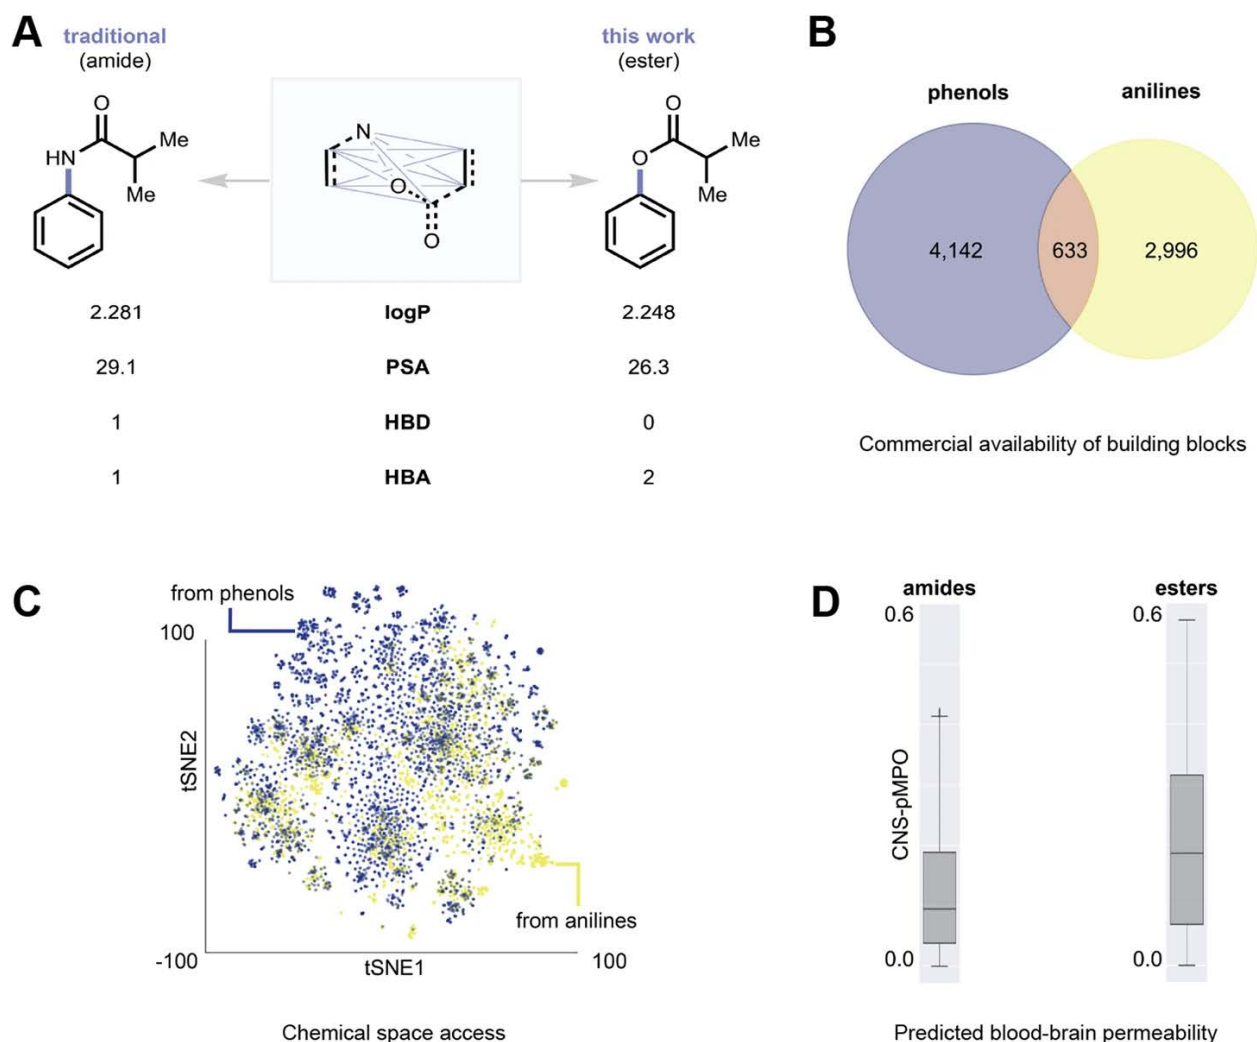 A
traditional
(amide)
this work
(ester)
O
HN
Me
Me
N
O
O
O
O
Me
Me
2.281 logP 2.248
29.1 PSA 26.3
1 HBD 0
1 HBA 2
B
phenols anilines
4,142 633 2,996
Commercial availability of building blocks
C
from phenols
100
tSNE2
from anilines
-100
tSNE1
100
Chemical space access
D
amides esters
0.6 0.6
CNS-pMPO
0.0 0.0
Predicted blood-brain permeability